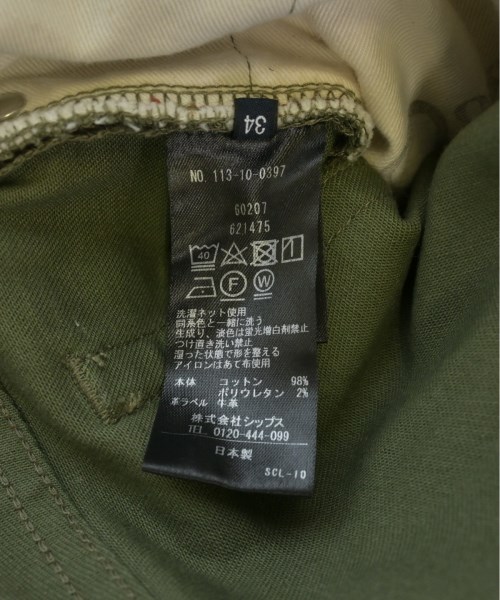 34
NO. 113-10-0397
60207
621475
40
F W
洗濯ネット使用
同系色と一緒に洗う
生成り、淡色は蛍光増白剤禁止
つけ置き洗い禁止
湿った状態で形を整える
アイロンはあて布使用
本体 コットン 98%
ポリウレタン 2%
革ラベル 牛革
株式会社シップス
TEL 0120-444-099
日本製
SCL-10